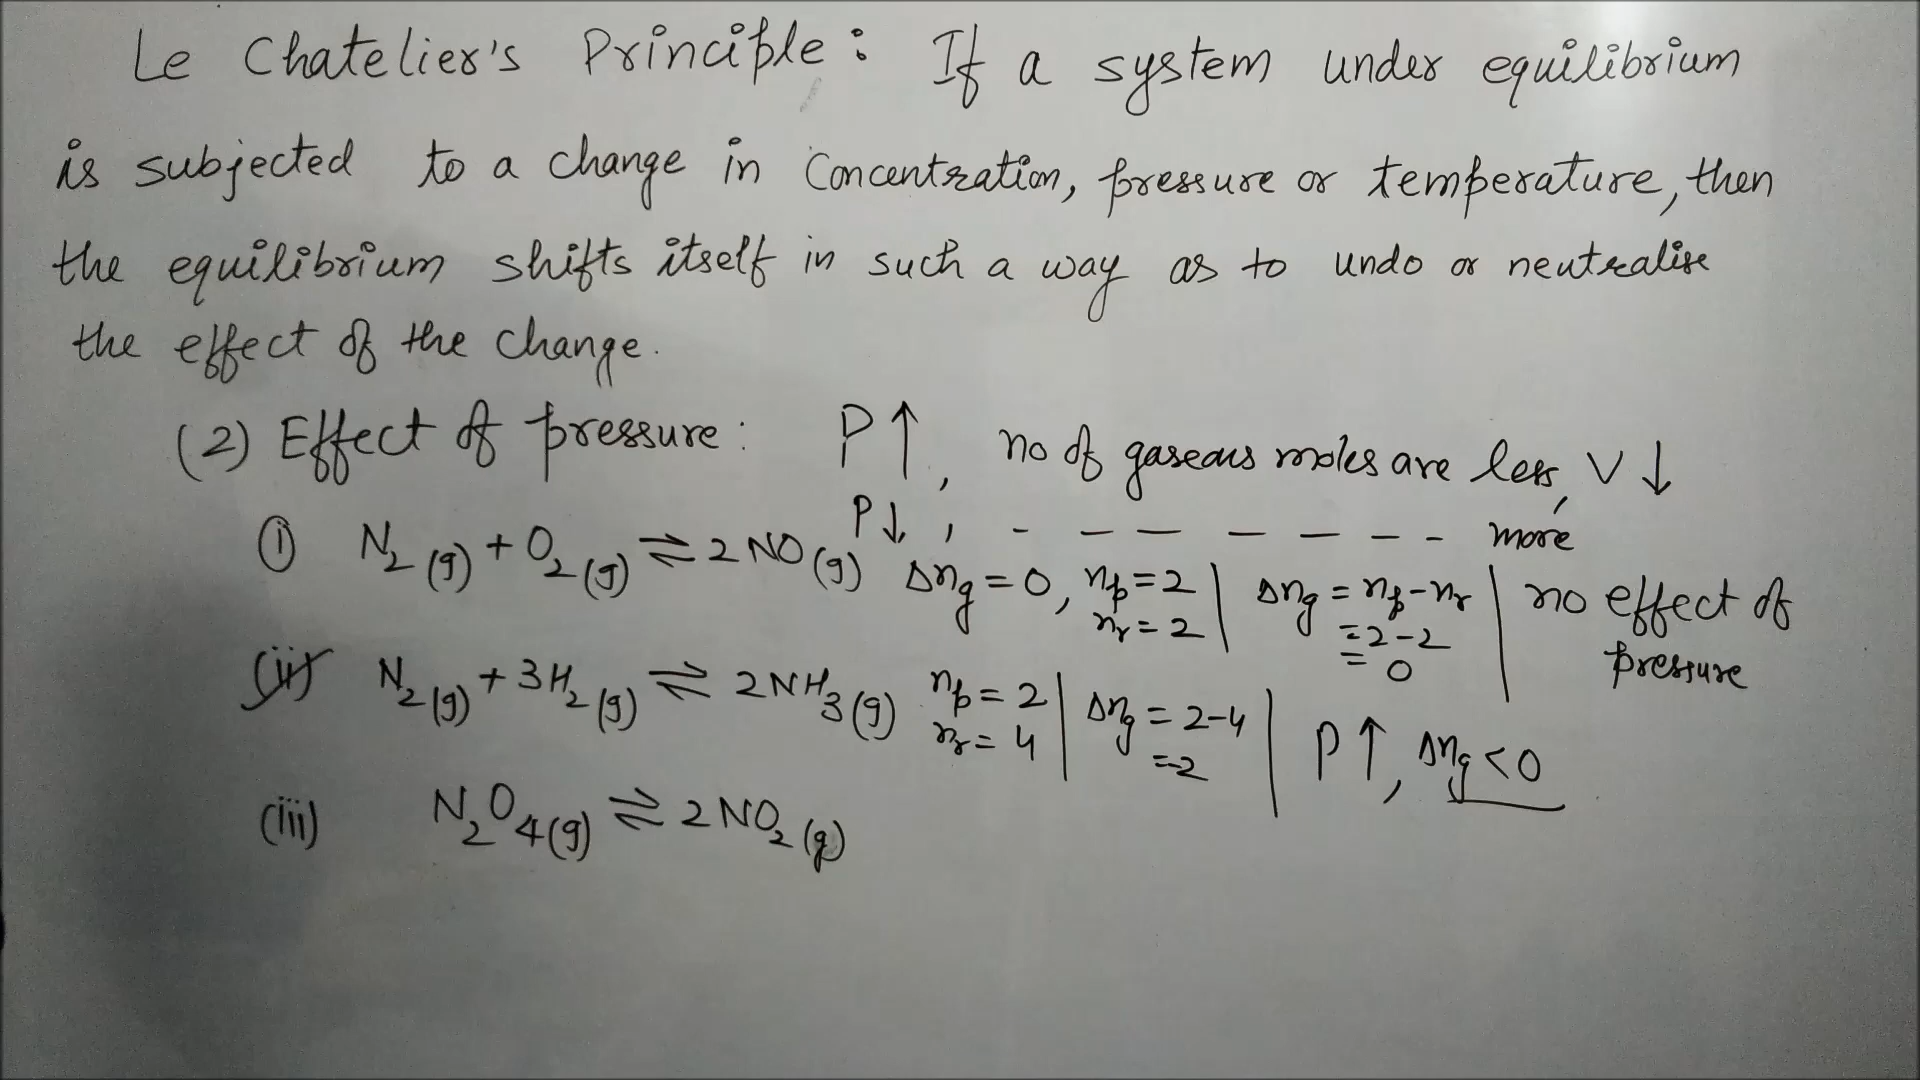 Le Chatelier's Principle : If a system under equilibrium
is subjected to a change in Concentration, pressure or temperature, then
the equilibrium shifts itself in such a way as to undo or neutralise
the effect of the change.
(2) Effect of pressure : P↑, no of gaseous moles are less, V↓
P↓, - - - - - - - - more
(i) N₂(g) + O₂(g) ⇌ 2NO(g) Δng = 0, np = 2 | Δng = np - nr | no effect of
nr = 2 | = 2 - 2 | pressure
= 0
(ii) N₂(g) + 3H₂(g) ⇌ 2NH₃(g) np = 2 | Δng = 2 - 4 | P↑, Δng < 0
nr = 4 | = -2
(iii) N₂O₄(g) ⇌ 2NO₂(g)